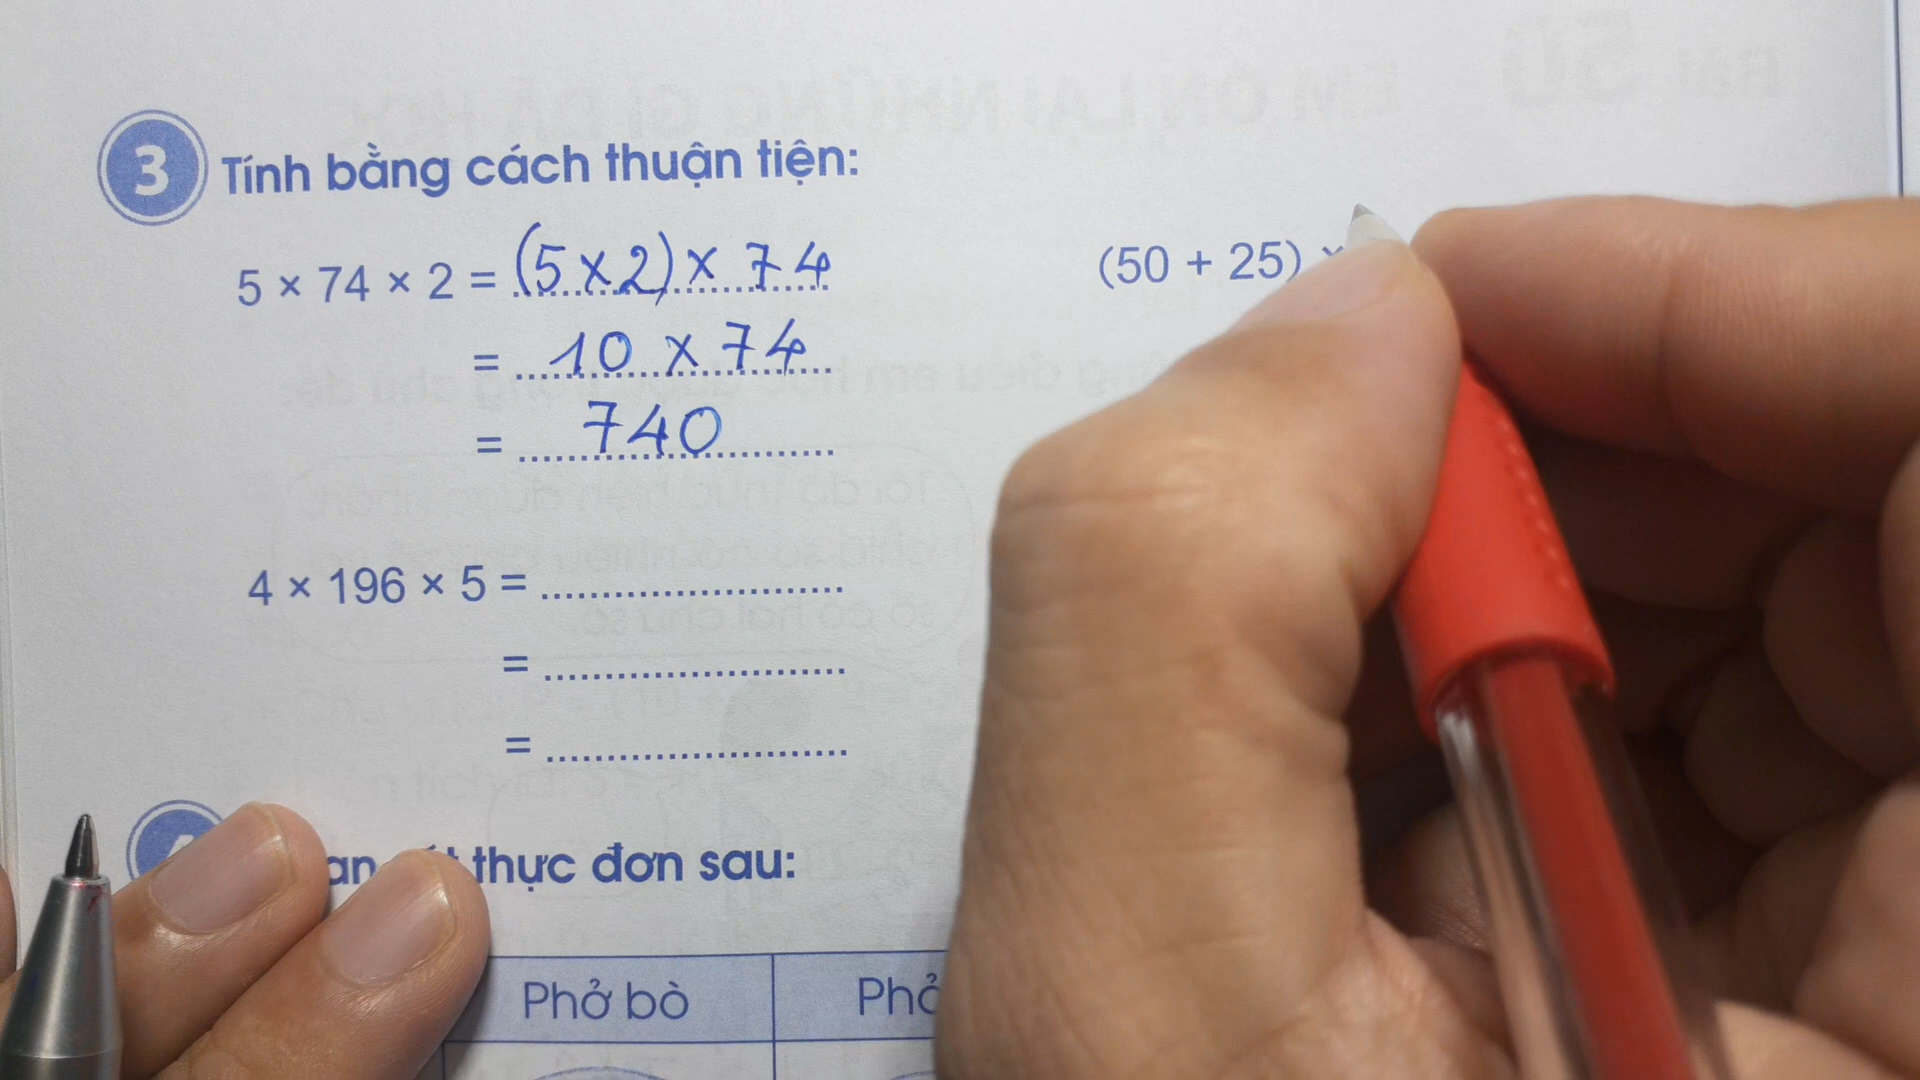 3 Tính bằng cách thuận tiện:
5 × 74 × 2 = (5 × 2) × 74
= 10 × 74
= 740
(50 + 25) ×
4 × 196 × 5 = ........................
= ........................
= ........................
thực đơn sau:
Phở bò